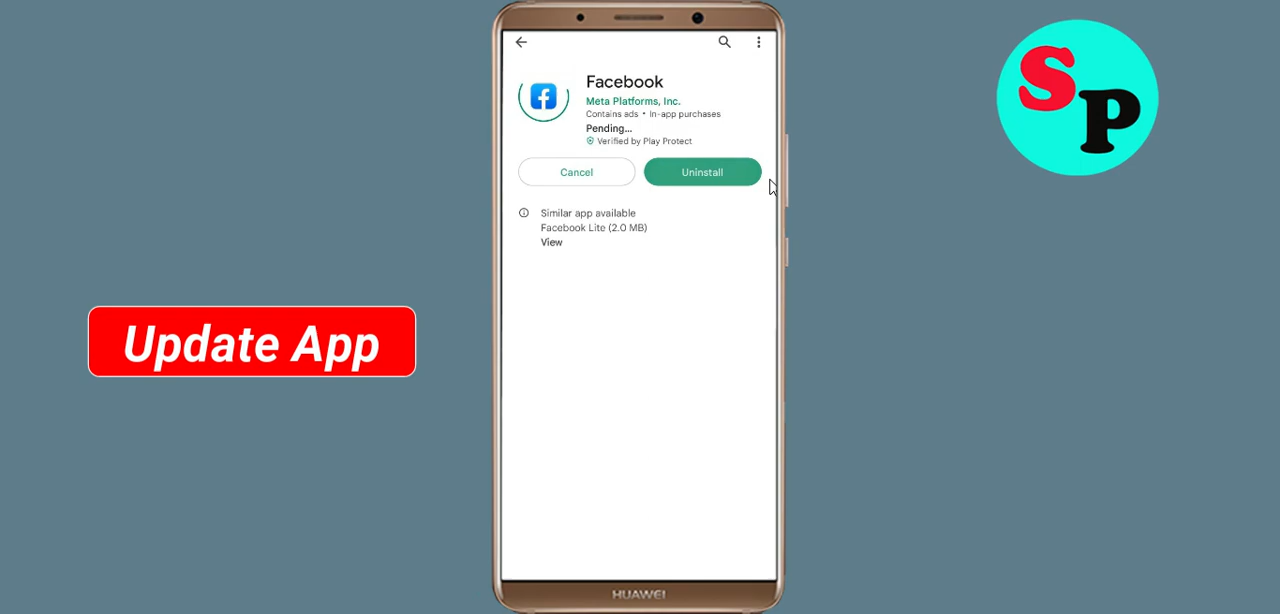 Facebook
Meta Platforms, Inc.
Contains ads • In-app purchases
Pending...
Verified by Play Protect
Cancel
Uninstall
Similar app available
Facebook Lite (2.0 MB)
View
Update App
SP
HUAWEI